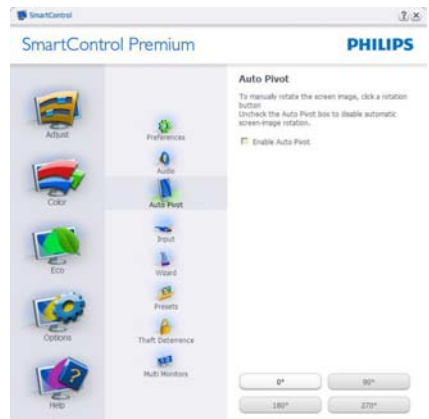 SmartControl
SmartControl Premium
PHILIPS
Adjust
Color
Eco
Options
Help
Preferences
Audio
Auto Pivot
Input
Wizard
Presets
Theft Deterrence
Multi Monitors
Auto Pivot
To manually rotate the screen image, click a rotation
button
Uncheck the Auto Pivot box to disable automatic
screen-image rotation.
Enable Auto Pivot
0°
90°
180°
270°